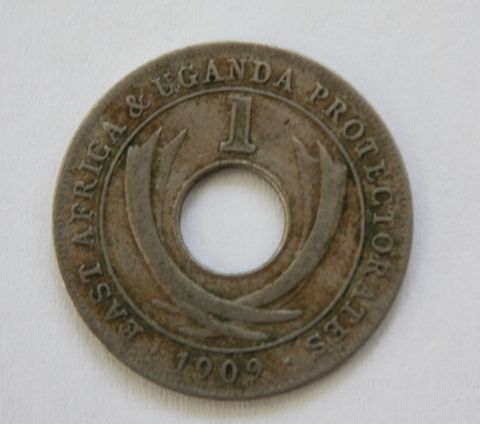 EAST AFRICA & UGANDA PROTECTORATES
1
· 1909 ·